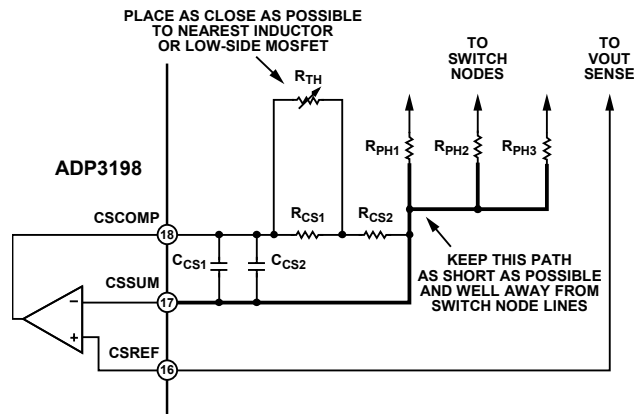 PLACE AS CLOSE AS POSSIBLE
TO NEAREST INDUCTOR
OR LOW-SIDE MOSFET
TO
SWITCH
NODES
TO
VOUT
SENSE
RTH
RPH1
RPH2
RPH3
ADP3198
CSCOMP
18
RCS1
RCS2
CCS1
CCS2
KEEP THIS PATH
AS SHORT AS POSSIBLE
AND WELL AWAY FROM
SWITCH NODE LINES
CSSUM
17
−
+
CSREF
16